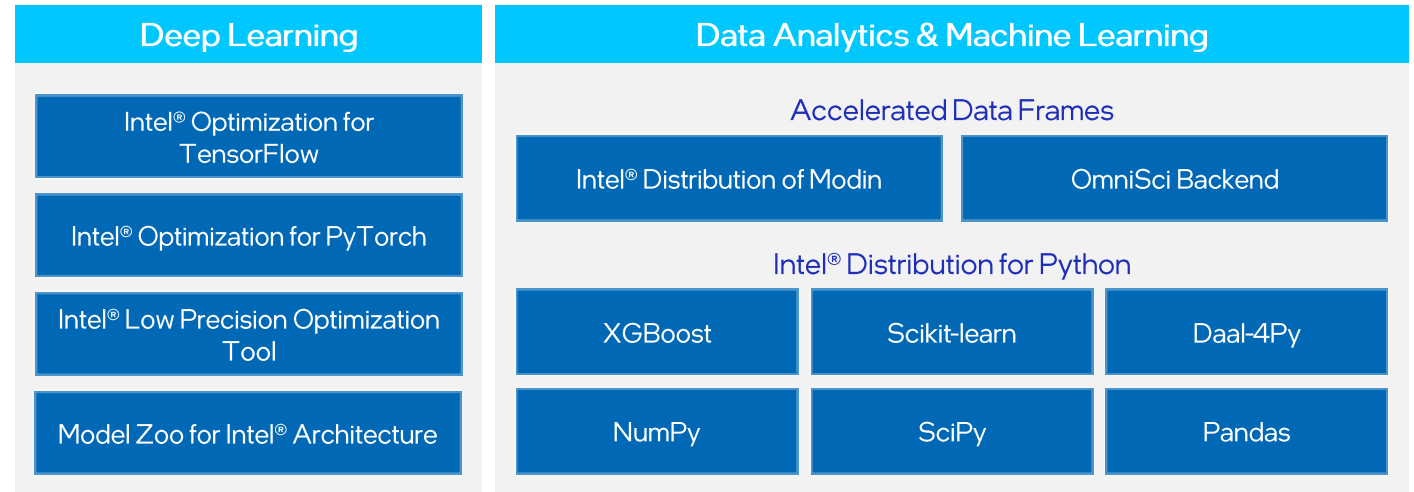 Deep Learning
Intel® Optimization for
TensorFlow
Intel® Optimization for PyTorch
Intel® Low Precision Optimization
Tool
Model Zoo for Intel® Architecture
Data Analytics & Machine Learning
Accelerated Data Frames
Intel® Distribution of Modin
OmniSci Backend
Intel® Distribution for Python
XGBoost
Scikit-learn
Daal-4Py
NumPy
SciPy
Pandas